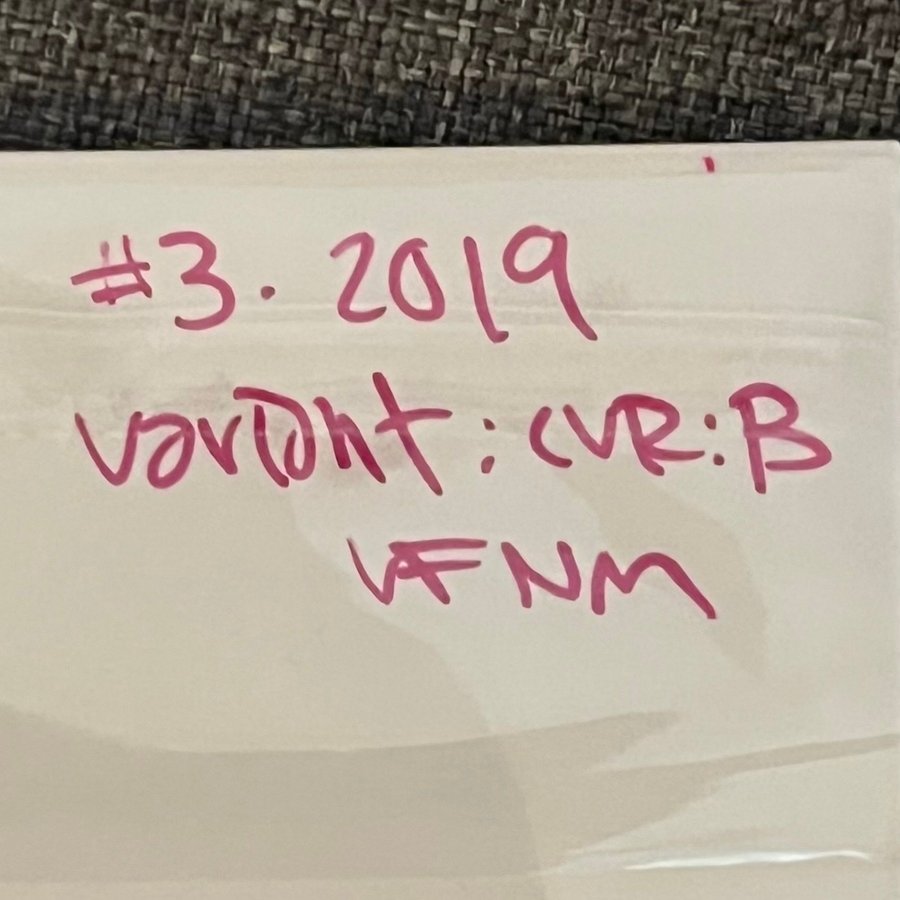 #3. 2019
variant: CVR: B
VFNM